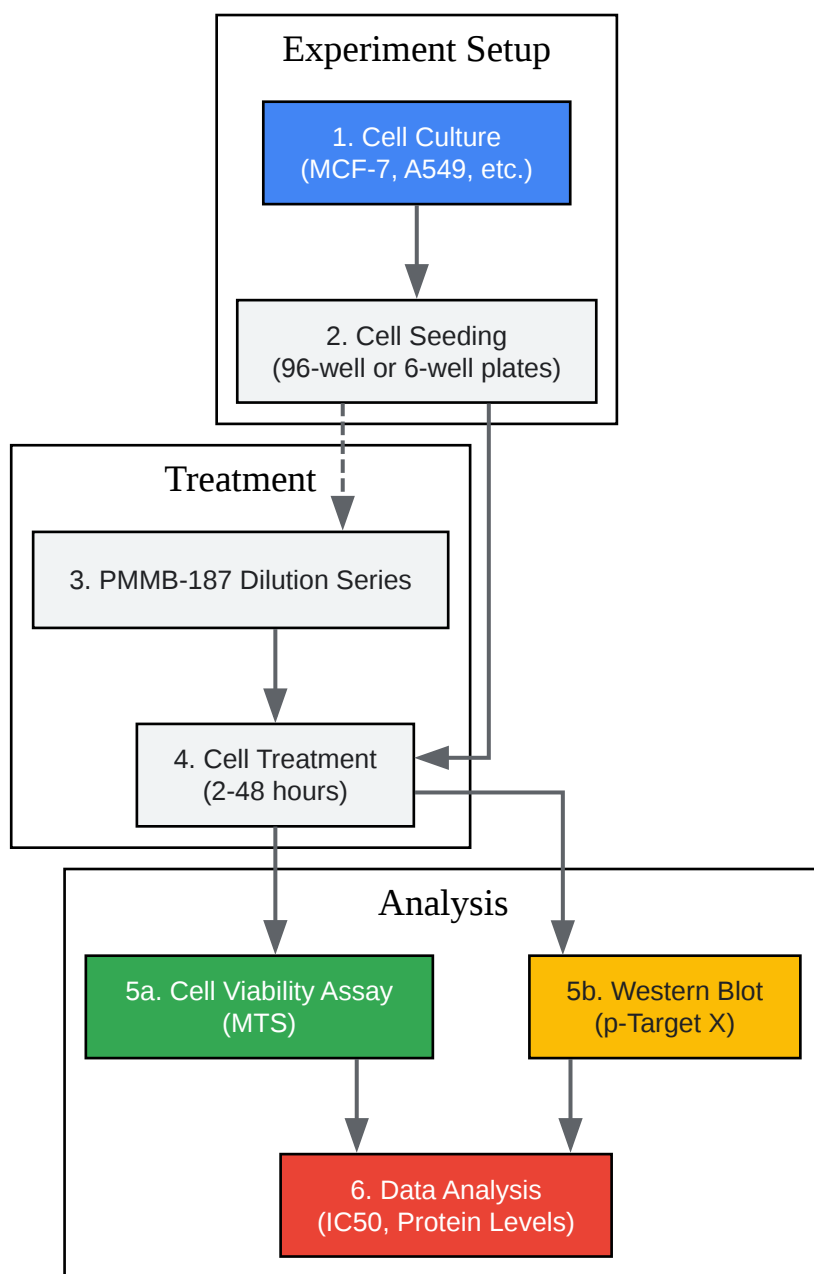 Experiment Setup
1. Cell Culture
(MCF-7, A549, etc.)
2. Cell Seeding
(96-well or 6-well plates)
Treatment
3. PMMB-187 Dilution Series
4. Cell Treatment
(2-48 hours)
Analysis
5a. Cell Viability Assay
(MTS)
5b. Western Blot
(p-Target X)
6. Data Analysis
(IC50, Protein Levels)